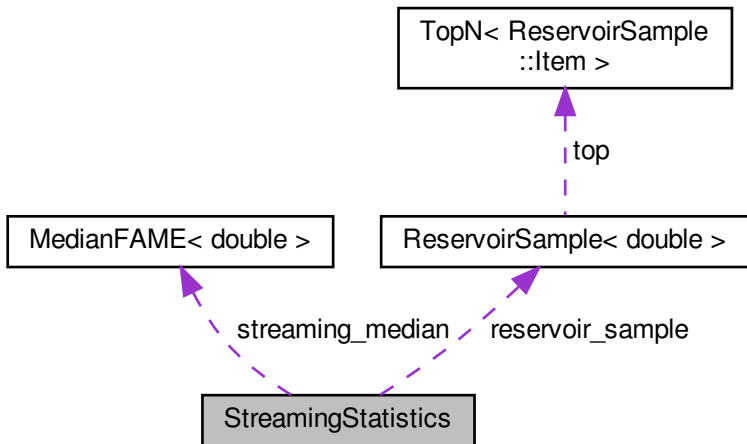 TopN< ReservoirSample
::Item >
top
MedianFAME< double >
ReservoirSample< double >
streaming_median
reservoir_sample
StreamingStatistics